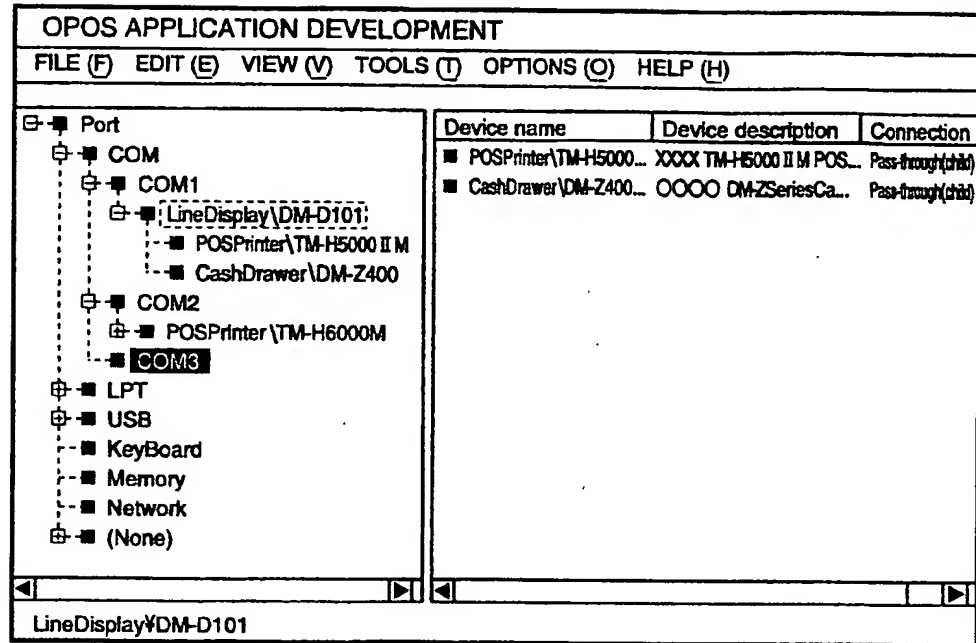 OPOS APPLICATION DEVELOPMENT
FILE (F) EDIT (E) VIEW (V) TOOLS (T) OPTIONS (O) HELP (H)
Port
COM
COM1
LineDisplay\DM-D101
POSPrinter\TM-H5000 II M
CashDrawer\DM-Z400
COM2
POSPrinter\TM-H6000M
COM3
LPT
USB
KeyBoard
Memory
Network
(None)
Device name Device description Connection
POSPrinter\TM-H5000... XXXX TM-H5000 II M POS... Pass-through(child)
CashDrawer\DM-Z400... OOOO DM-ZSeriesCa... Pass-through(child)
LineDisplay¥DM-D101